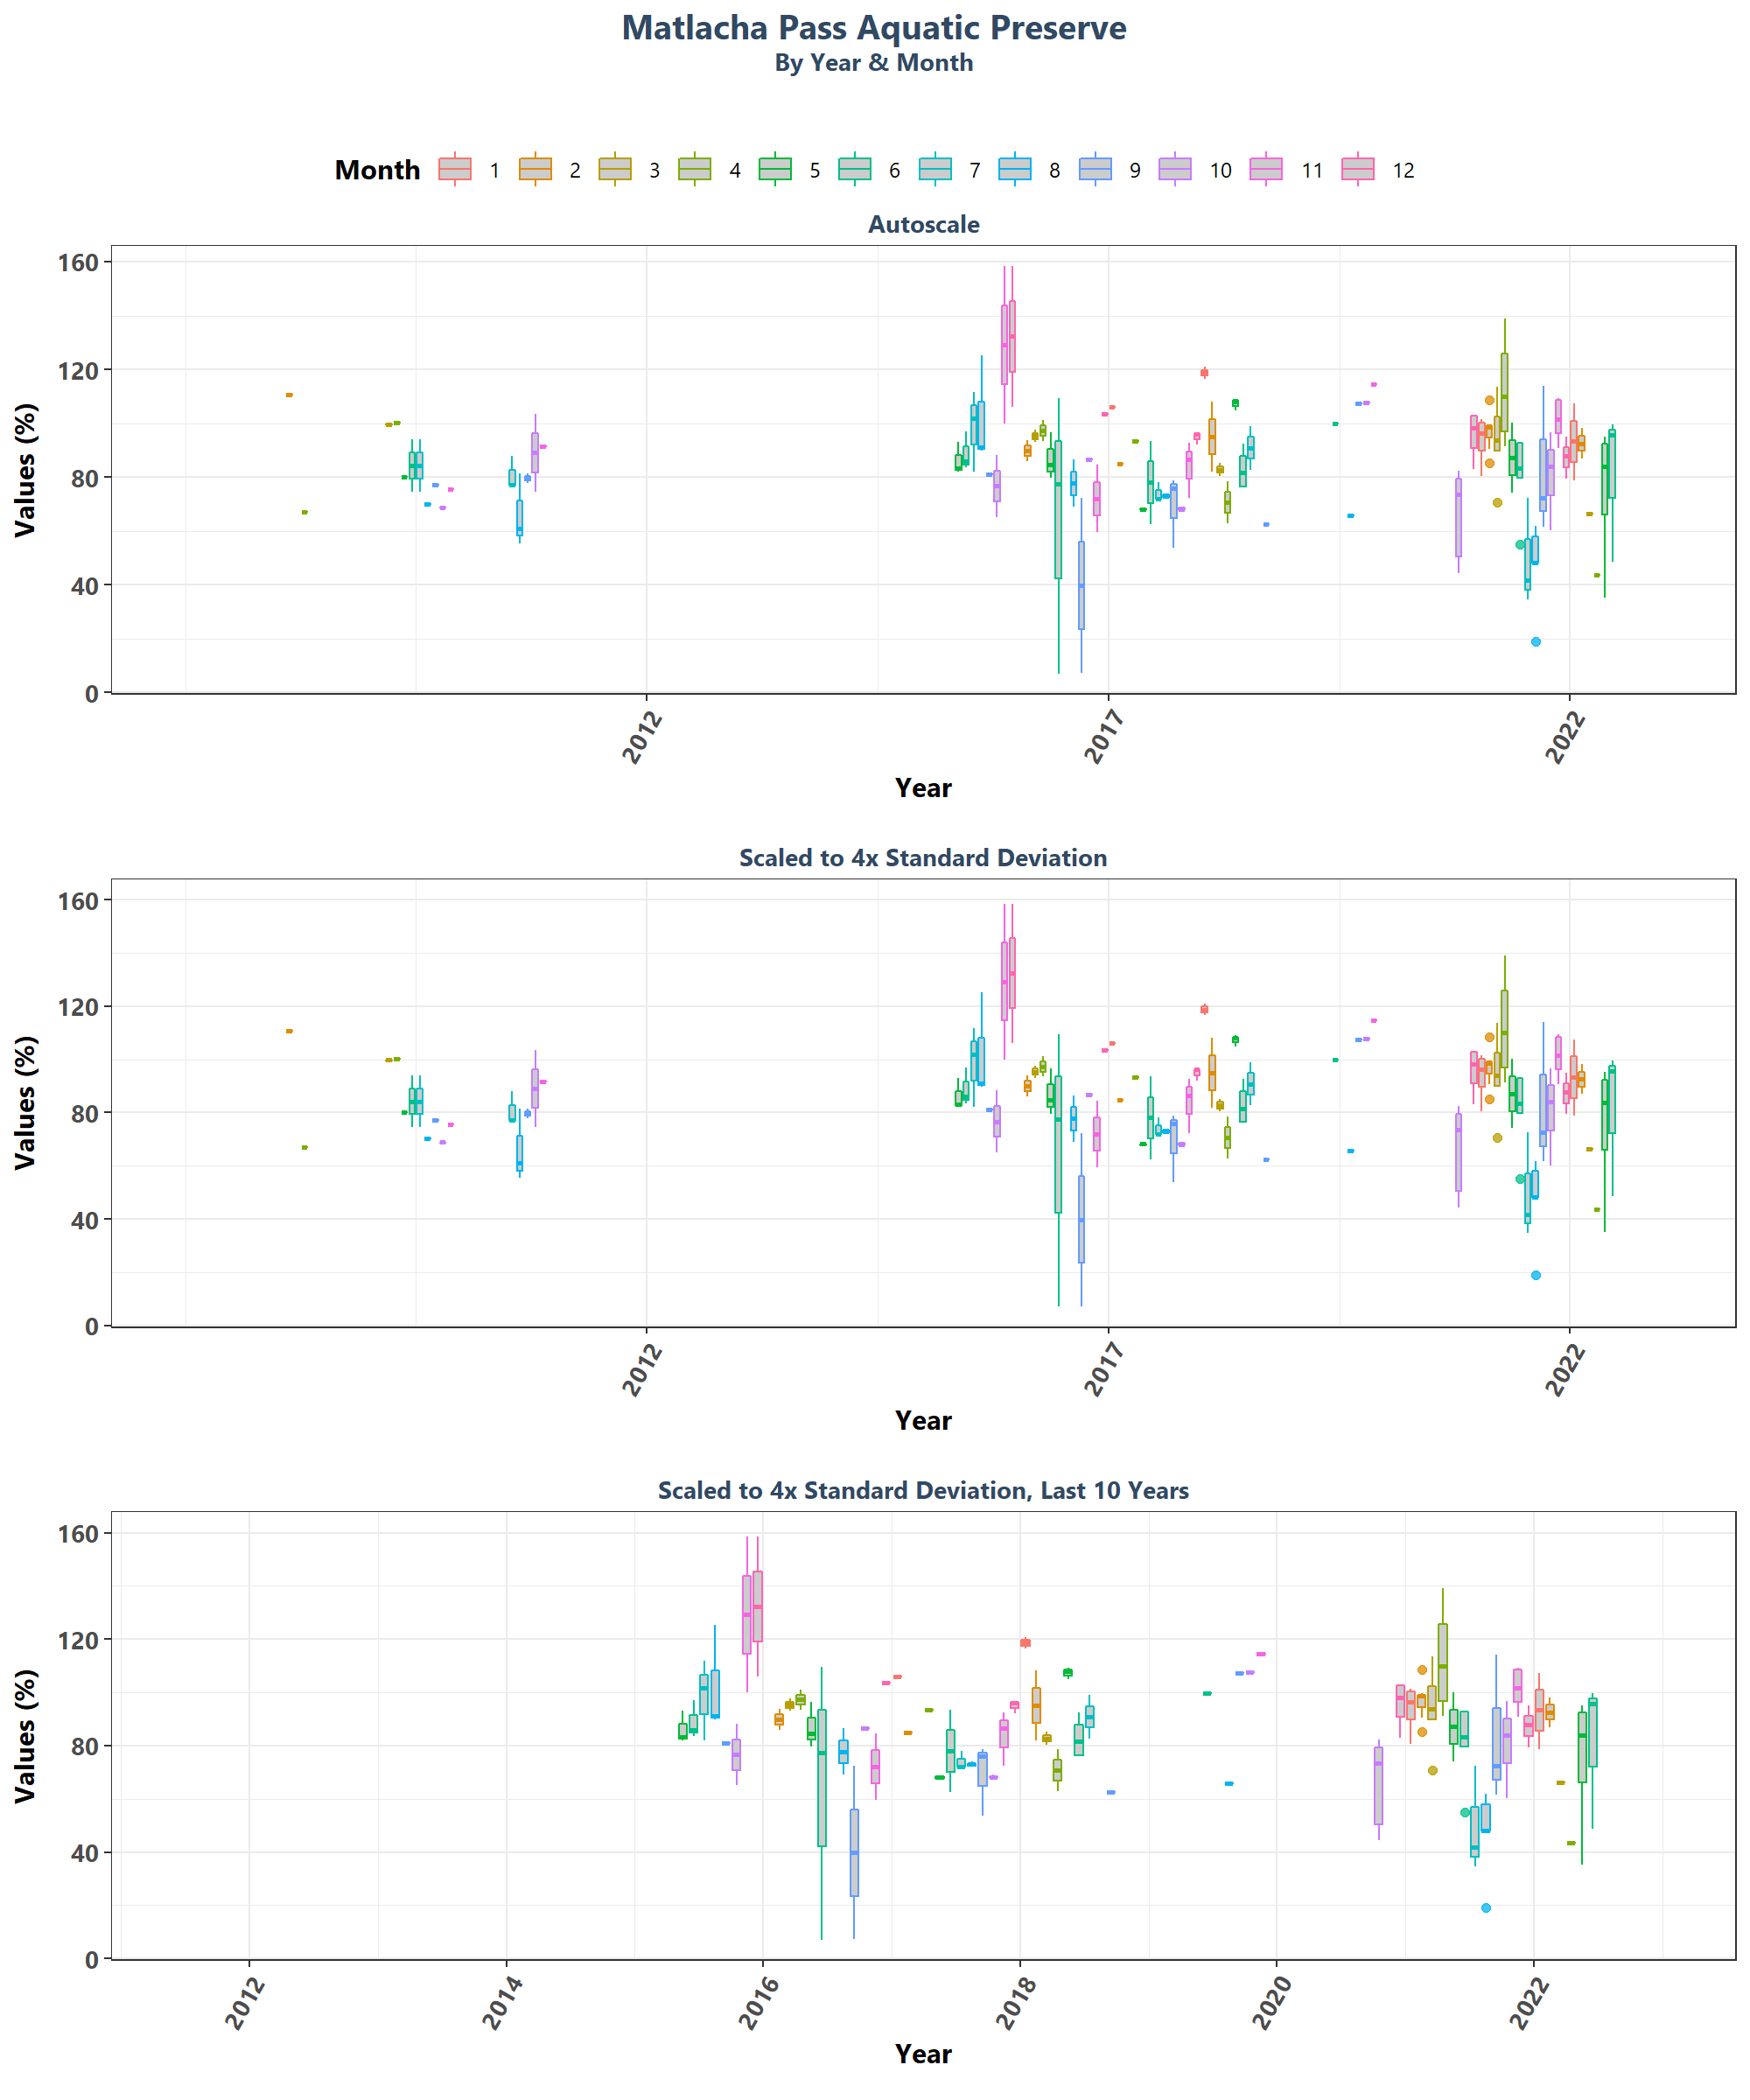 Matlacha Pass Aquatic Preserve
By Year & Month
Month 1 2 3 4 5 6 7 8 9 10 11 12
Autoscale
Values (%)
160
120
80
40
0
2012 2017 2022
Year
Scaled to 4x Standard Deviation
Values (%)
160
120
80
40
0
2012 2017 2022
Year
Scaled to 4x Standard Deviation, Last 10 Years
Values (%)
160
120
80
40
0
2012 2014 2016 2018 2020 2022
Year